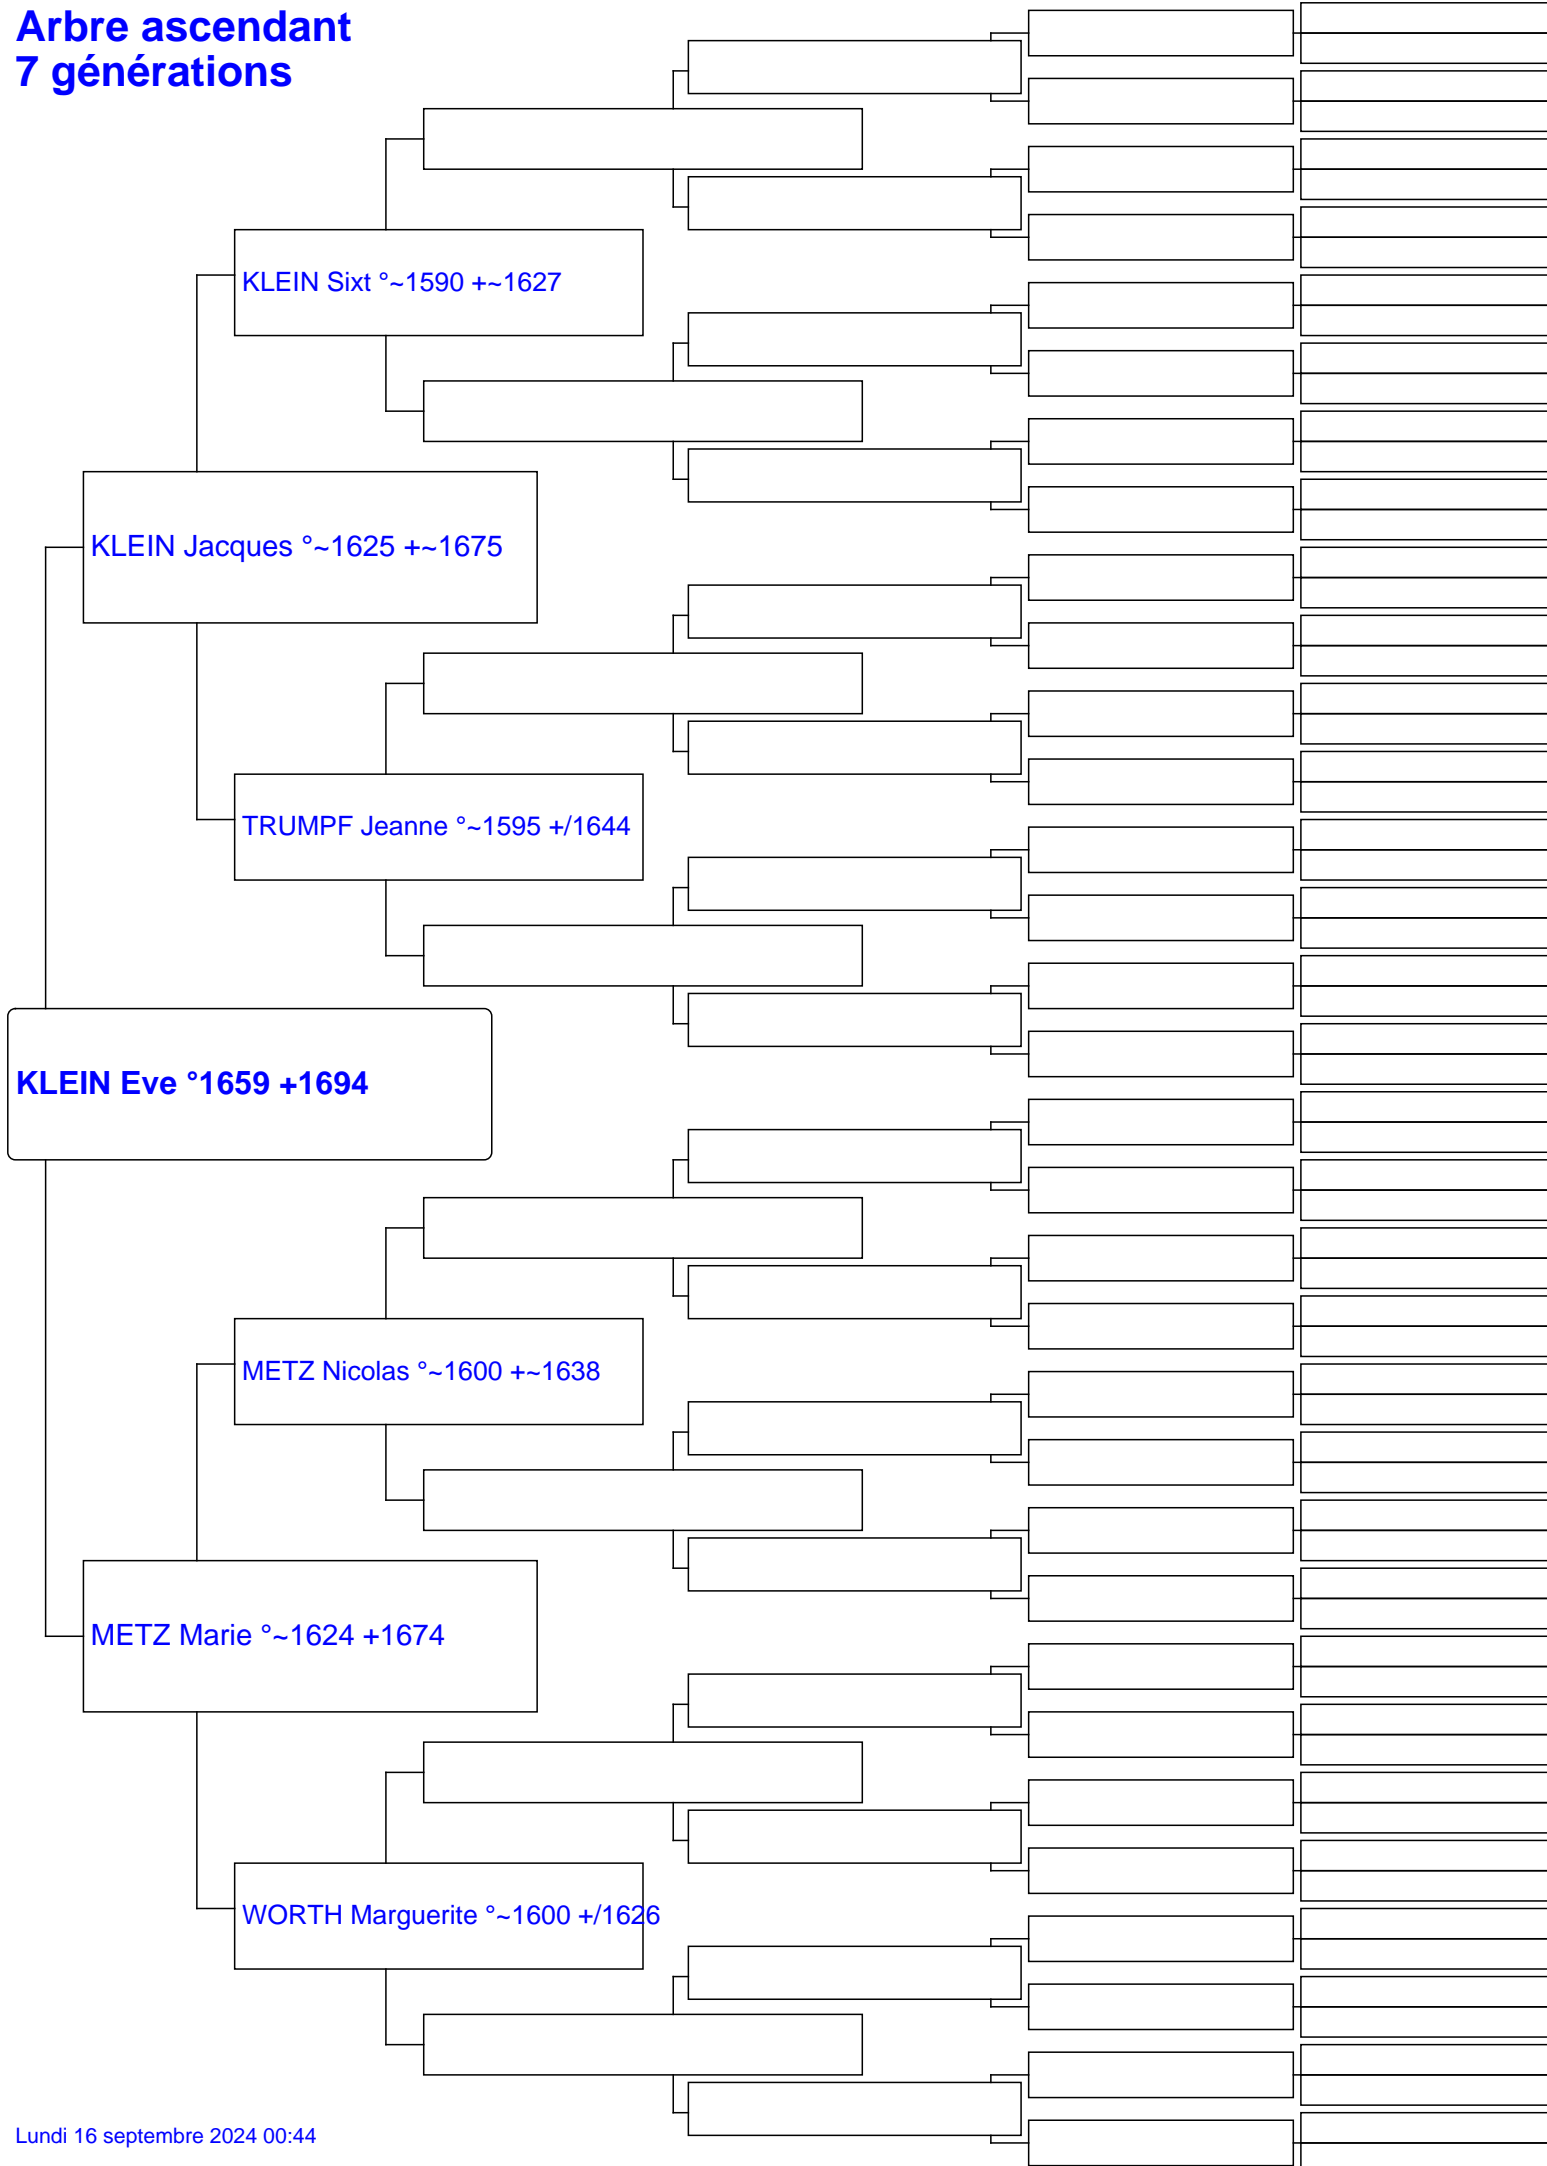 Arbre ascendant
7 générations
KLEIN Sixt °~1590 +~1627
KLEIN Jacques °~1625 +~1675
TRUMPF Jeanne °~1595 +/1644
KLEIN Eve °1659 +1694
METZ Nicolas °~1600 +~1638
METZ Marie °~1624 +1674
WORTH Marguerite °~1600 +/1626
Lundi 16 septembre 2024 00:44